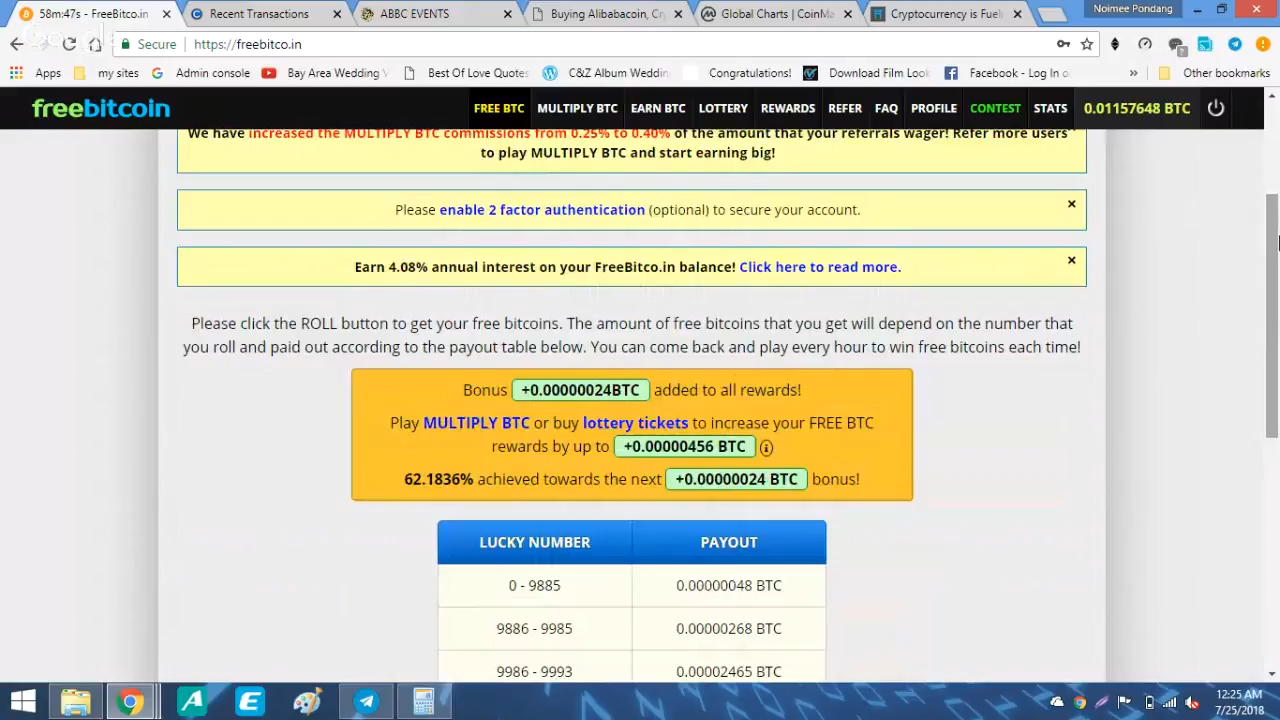 58m:47s - FreeBitco.in
Recent Transactions
ABBC EVENTS
Buying Alibabacoin, Cry
Global Charts | CoinMa
Cryptocurrency is Fuel
Noimee Pondang
Secure
https://freebitco.in
Apps
my sites
Admin console
Bay Area Wedding V
Best Of Love Quotes
C&Z Album Weddin
Congratulations!
Download Film Look
Facebook - Log In o
»
Other bookmarks
freebitcoin
FREE BTC
MULTIPLY BTC
EARN BTC
LOTTERY
REWARDS
REFER
FAQ
PROFILE
CONTEST
STATS
0.01157648 BTC
We have increased the MULTIPLY BTC commissions from 0.25% to 0.40% of the amount that your referrals wager! Refer more users
to play MULTIPLY BTC and start earning big!
Please enable 2 factor authentication (optional) to secure your account.
Earn 4.08% annual interest on your FreeBitco.in balance! Click here to read more.
Please click the ROLL button to get your free bitcoins. The amount of free bitcoins that you get will depend on the number that
you roll and paid out according to the payout table below. You can come back and play every hour to win free bitcoins each time!
Bonus +0.00000024BTC added to all rewards!
Play MULTIPLY BTC or buy lottery tickets to increase your FREE BTC
rewards by up to +0.00000456 BTC
62.1836% achieved towards the next +0.00000024 BTC bonus!
LUCKY NUMBER PAYOUT
0 - 9885 0.00000048 BTC
9886 - 9985 0.00000268 BTC
9986 - 9993 0.00002465 BTC
12:25 AM
7/25/2018